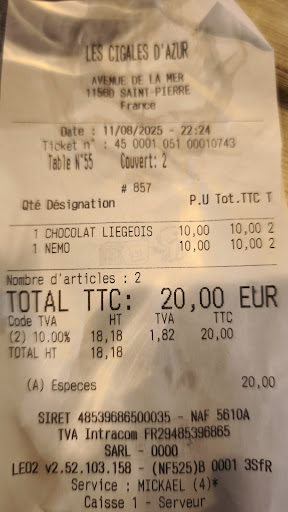 LES CIGALES D'AZUR
AVENUE DE LA MER
11560 SAINT-PIERRE
France
Date : 11/08/2025 - 22:24
Ticket n° : 45 0001 051 00010743
Table N°55 Couvert: 2
# 857
Qté Désignation P.U Tot.TTC T
1 CHOCOLAT LIEGEOIS 10,00 10,00 2
1 NEMO 10,00 10,00 2
Nombre d'articles : 2
TOTAL TTC: 20,00 EUR
Code TVA HT TVA TTC
(2) 10.00% 18,18 1,82 20,00
TOTAL HT 18,18
(A) Especes 20,00
SIRET 48539686500035 - NAF 5610A
TVA Intracom FR29485396865
SARL - 0000
LEO2 v2.52.103.158 - (NF525)B 0001 3SfR
Service : MICKAEL (4)*
Caisse 1 - Serveur